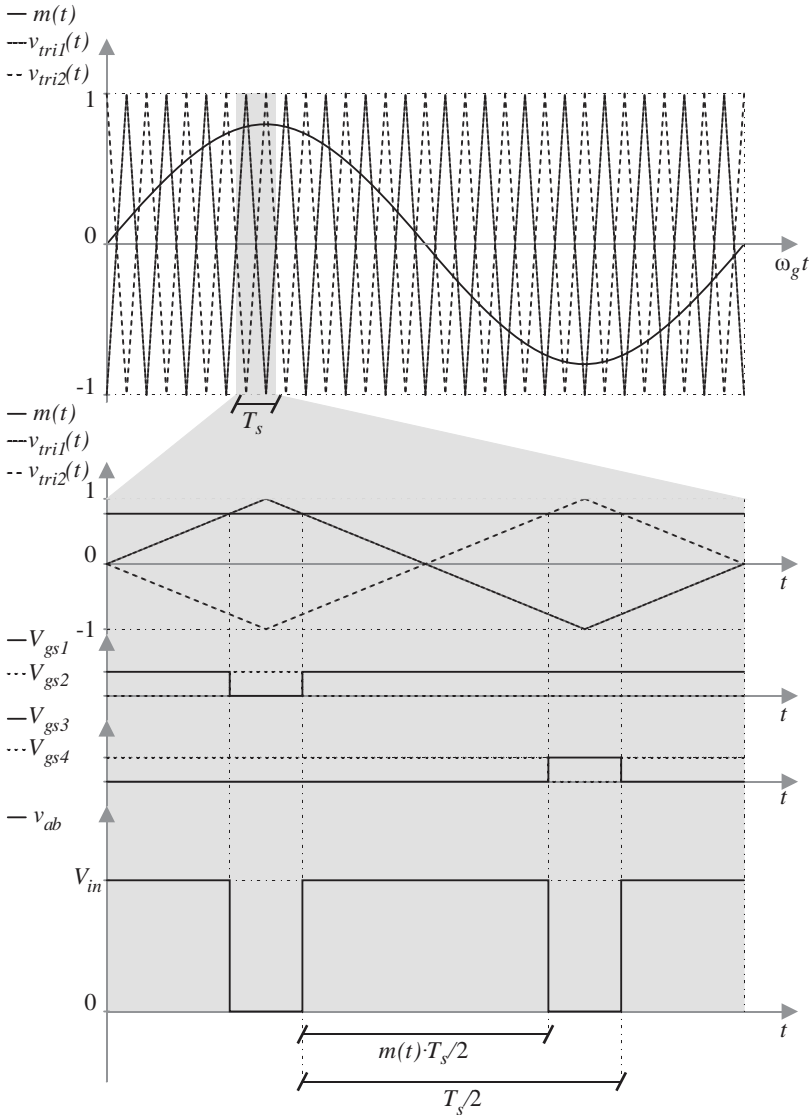 m(t)
v_tri1(t)
v_tri2(t)
1
0
ω_g t
-1
T_s
m(t)
v_tri1(t)
v_tri2(t)
1
0
t
-1
V_gs1
V_gs2
t
V_gs3
V_gs4
t
v_ab
V_in
0
t
m(t)·T_s/2
T_s/2